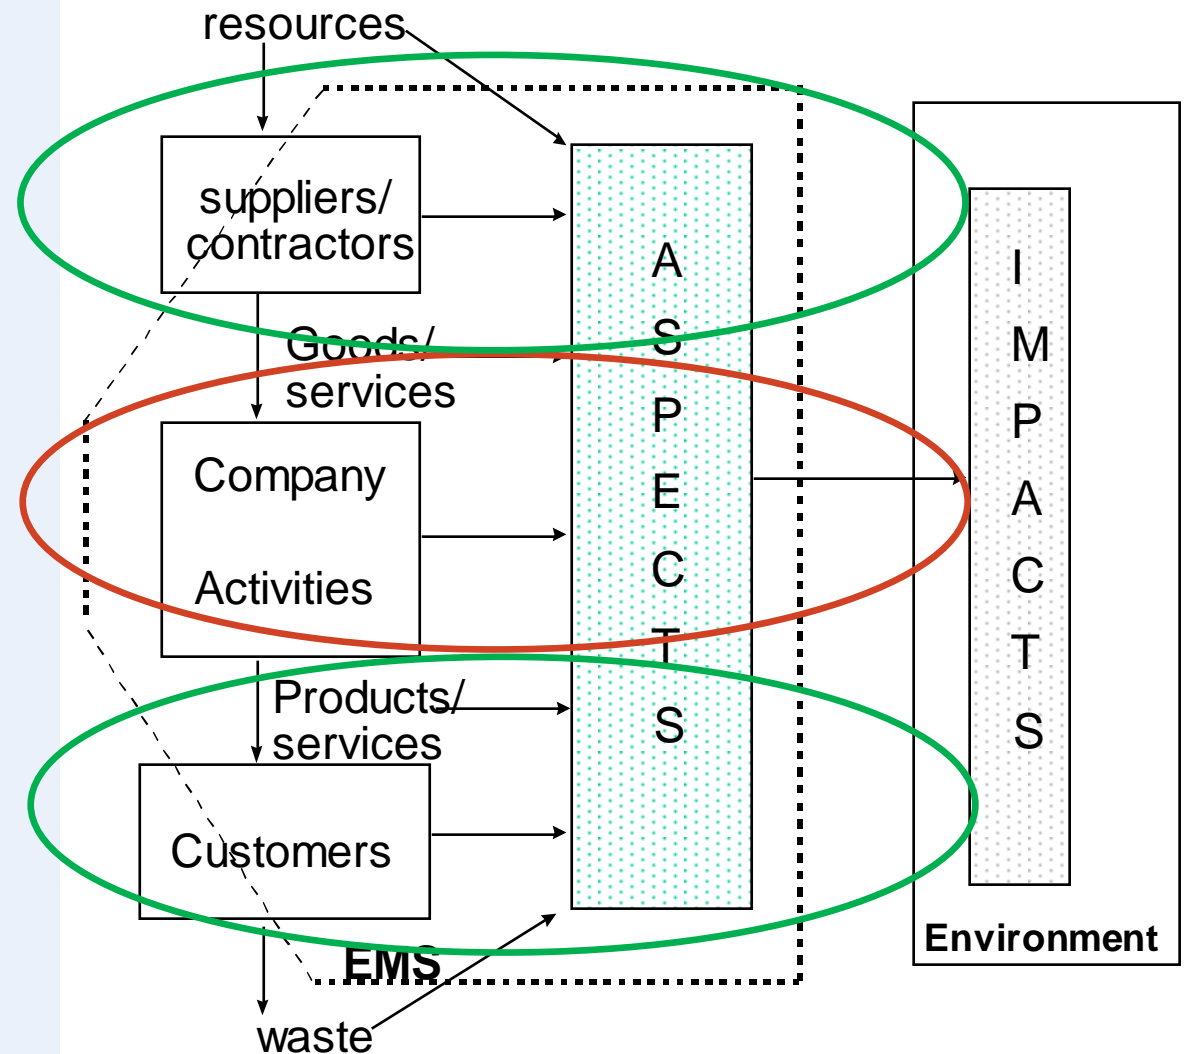 resources
suppliers/
contractors
Goods/
services
Company
Activities
Products/
services
Customers
EMS
waste
A
S
P
E
C
T
S
I
M
P
A
C
T
S
Environment